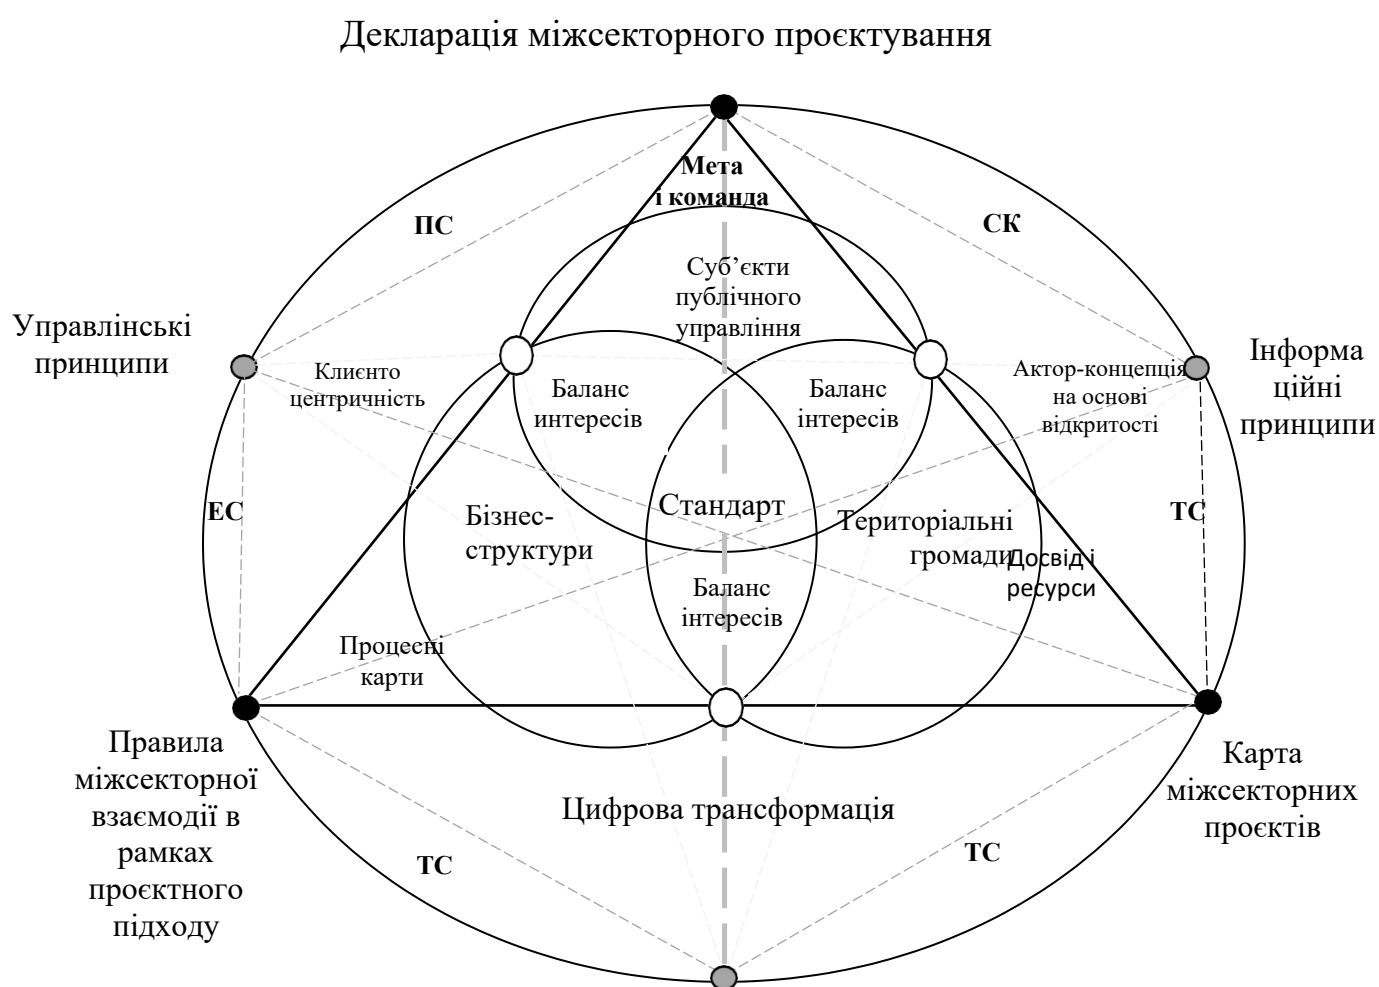 Декларація міжсекторного проєктування
Мета
і команда
ПС
СК
Суб’єкти
публічного
управління
Управлінські
принципи
Інформа
ційні
принципи
Клиєнто
центричність
Баланс
интересів
Баланс
інтересів
Актор-концепція
на основі
відкритості
ЕС
Бізнес-
структури
Стандарт
Територіальні
громади
ТС
Досвід і
ресурси
Баланс
інтересів
Процесні
карти
Правила
міжсекторної
взаємодії в
рамках
проєктного
підходу
Цифрова трансформація
Карта
міжсекторних
проєктів
ТС
ТС